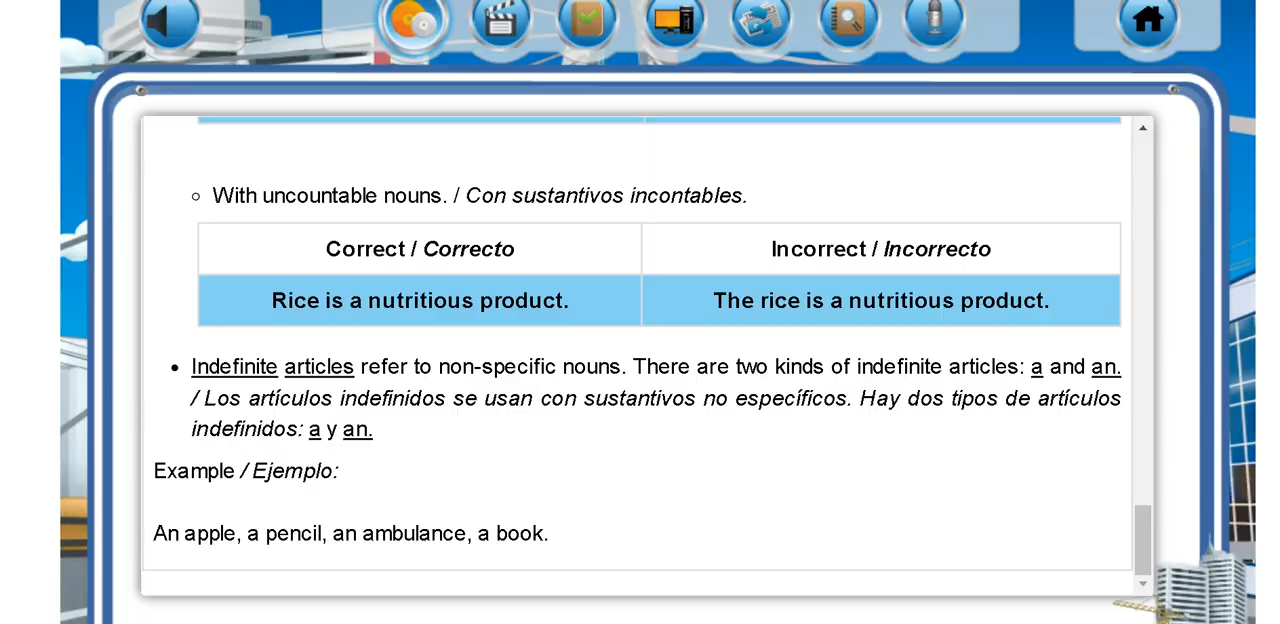 With uncountable nouns. / Con sustantivos incontables.
Correct / Correcto
Incorrect / Incorrecto
Rice is a nutritious product.
The rice is a nutritious product.
Indefinite articles refer to non-specific nouns. There are two kinds of indefinite articles: a and an.
/ Los artículos indefinidos se usan con sustantivos no específicos. Hay dos tipos de artículos
indefinidos: a y an.
Example / Ejemplo:
An apple, a pencil, an ambulance, a book.